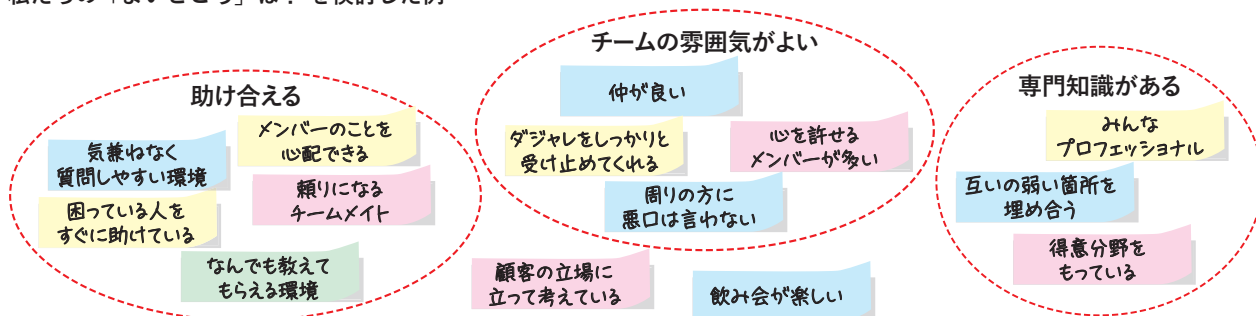 私たちの「よいところ」は？を検討した例
助け合える
気兼ねなく
質問しやすい環境
メンバーのことを
心配できる
頼りになる
チームメイト
困っている人を
すぐに助けている
なんでも教えて
もらえる環境
チームの雰囲気がよい
仲が良い
ダジャレをしっかりと
受け止めてくれる
心を許せる
メンバーが多い
周りの方に
悪口は言わない
顧客の立場に
立って考えている
飲み会が楽しい
専門知識がある
みんな
プロフェッショナル
互いの弱い箇所を
埋め合う
得意分野を
もっている